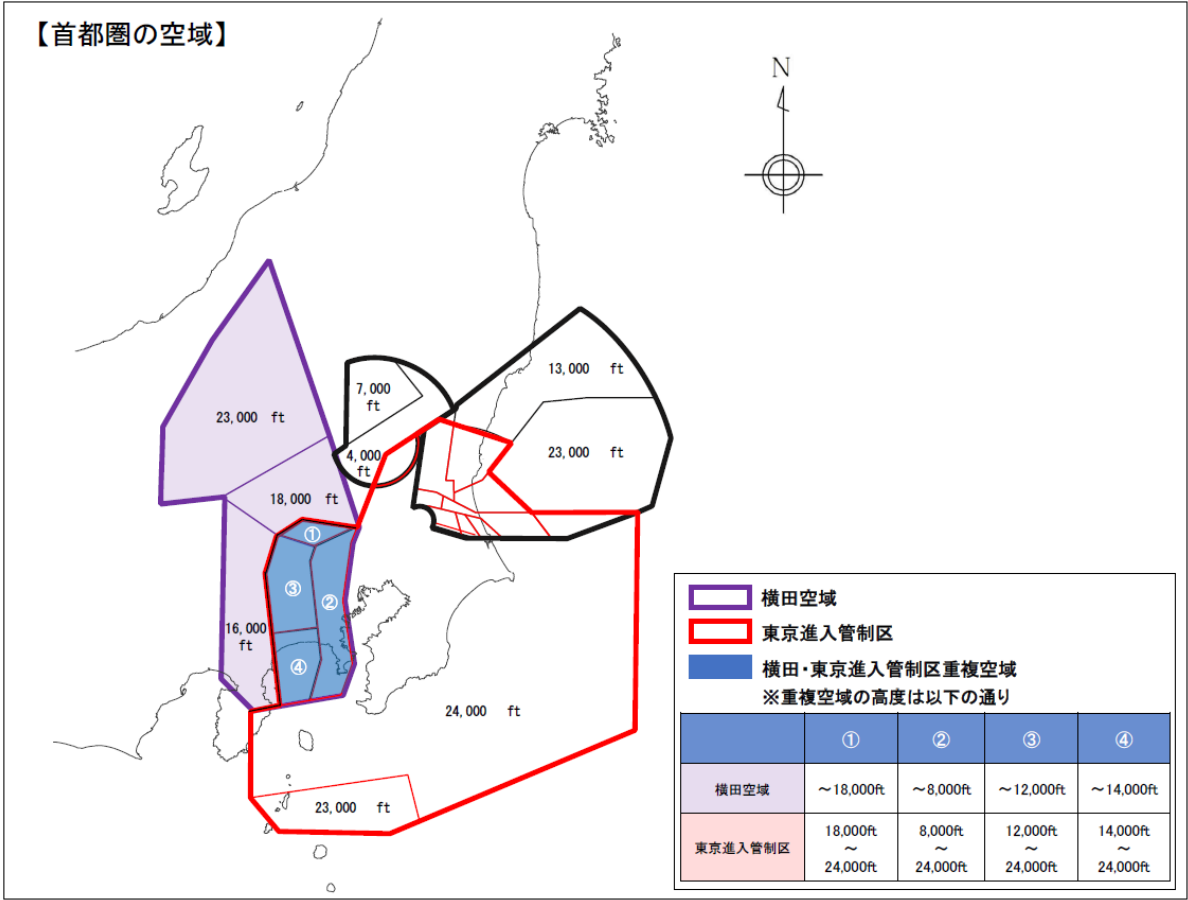 【首都圏の空域】
N
13,000 ft
7,000
ft
23,000 ft
23,000 ft
4,000
ft
18,000 ft
①
③
②
16,000
ft
④
24,000 ft
23,000 ft
横田空域
東京進入管制区
横田・東京進入管制区重複空域
※重複空域の高度は以下の通り
① ② ③ ④
横田空域 ～18,000ft ～8,000ft ～12,000ft ～14,000ft
東京進入管制区
18,000ft 8,000ft 12,000ft 14,000ft
～ ～ ～ ～
24,000ft 24,000ft 24,000ft 24,000ft